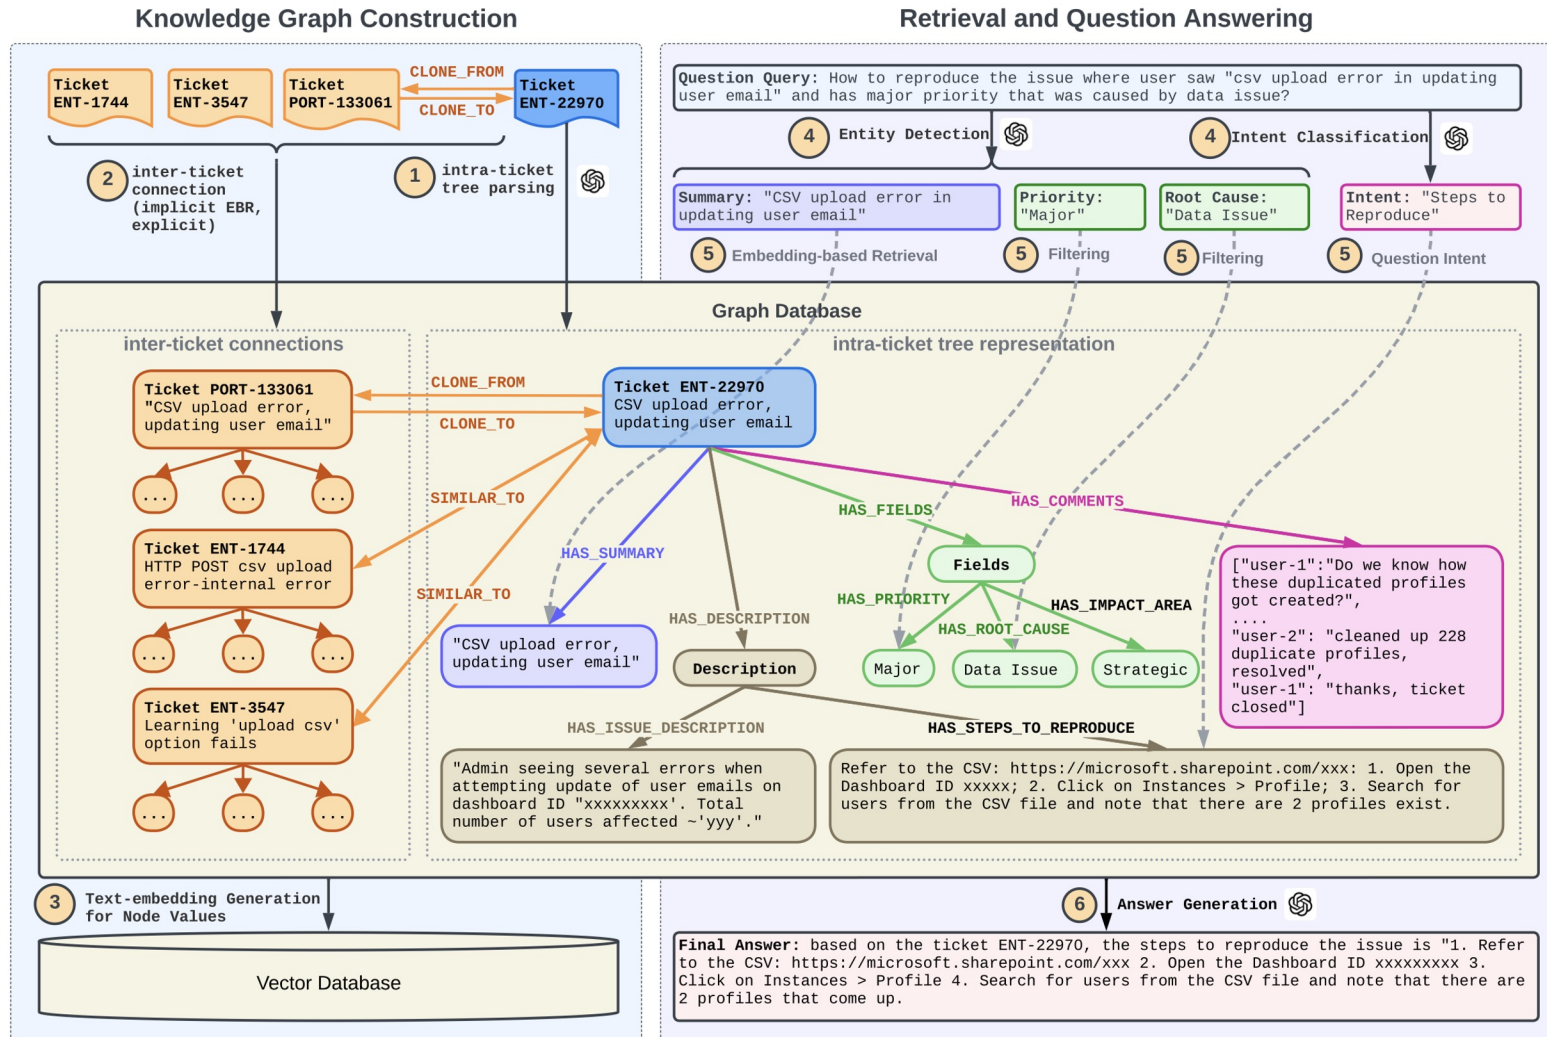 Knowledge Graph Construction
Retrieval and Question Answering
Ticket
ENT-1744
Ticket
ENT-3547
Ticket
PORT-133061
CLONE_FROM
CLONE_TO
Ticket
ENT-22970
2
inter-ticket
connection
(implicit EBR,
explicit)
1
intra-ticket
tree parsing
Question Query: How to reproduce the issue where user saw "csv upload error in updating
user email" and has major priority that was caused by data issue?
4
Entity Detection
4
Intent Classification
Summary: "CSV upload error in
updating user email"
Priority:
"Major"
Root Cause:
"Data Issue"
Intent: "Steps to
Reproduce"
5
Embedding-based Retrieval
5
Filtering
5
Filtering
5
Question Intent
Graph Database
inter-ticket connections
intra-ticket tree representation
Ticket PORT-133061
"CSV upload error,
updating user email"
...
...
...
CLONE_FROM
CLONE_TO
Ticket ENT-22970
CSV upload error,
updating user email
SIMILAR_TO
SIMILAR_TO
Ticket ENT-1744
HTTP POST csv upload
error-internal error
...
...
...
Ticket ENT-3547
Learning 'upload csv'
option fails
...
...
...
HAS_SUMMARY
HAS_DESCRIPTION
HAS_FIELDS
HAS_COMMENTS
"CSV upload error,
updating user email"
Description
Fields
HAS_PRIORITY
HAS_ROOT_CAUSE
HAS_IMPACT_AREA
Major
Data Issue
Strategic
["user-1":"Do we know how
these duplicated profiles
got created?",
....
"user-2": "cleaned up 228
duplicate profiles,
resolved",
"user-1": "thanks, ticket
closed"]
HAS_ISSUE_DESCRIPTION
HAS_STEPS_TO_REPRODUCE
"Admin seeing several errors when
attempting update of user emails on
dashboard ID "xxxxxxxxx'. Total
number of users affected ~'yyy'."
Refer to the CSV: https://microsoft.sharepoint.com/xxx: 1. Open the
Dashboard ID xxxxx; 2. Click on Instances > Profile; 3. Search for
users from the CSV file and note that there are 2 profiles exist.
3
Text-embedding Generation
for Node Values
Vector Database
6
Answer Generation
Final Answer: based on the ticket ENT-22970, the steps to reproduce the issue is "1. Refer
to the CSV: https://microsoft.sharepoint.com/xxx 2. Open the Dashboard ID xxxxxxxxx 3.
Click on Instances > Profile 4. Search for users from the CSV file and note that there are
2 profiles that come up.